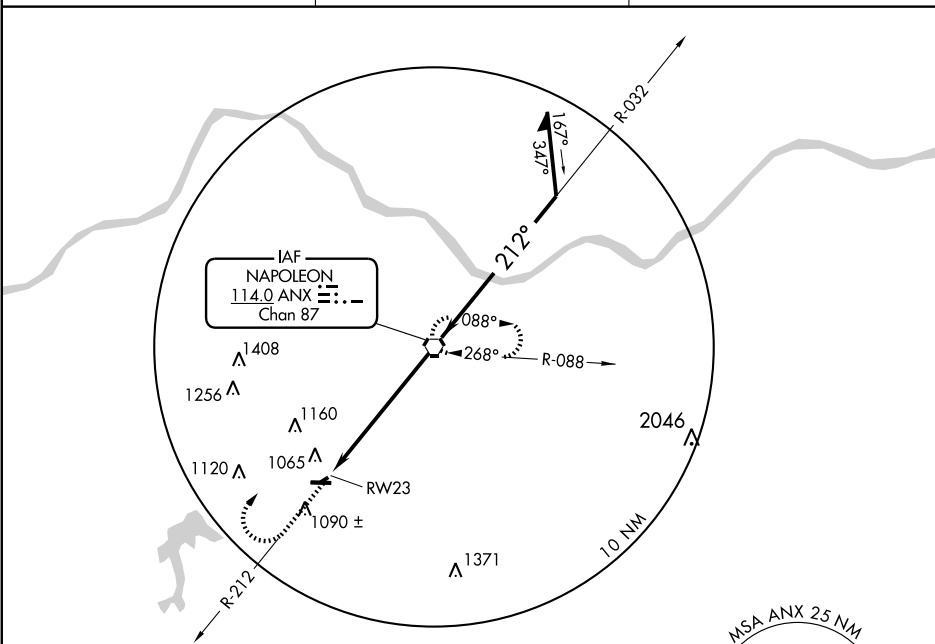 R-032
167°
347°
212°
IAF
NAPOLEON
114.0 ANX
Chan 87
088°
268°
R-088
1408
1256
1160
2046
1065
1120
RW23
1090 ±
10 NM
1371
R-212
MSA ANX 25 NM